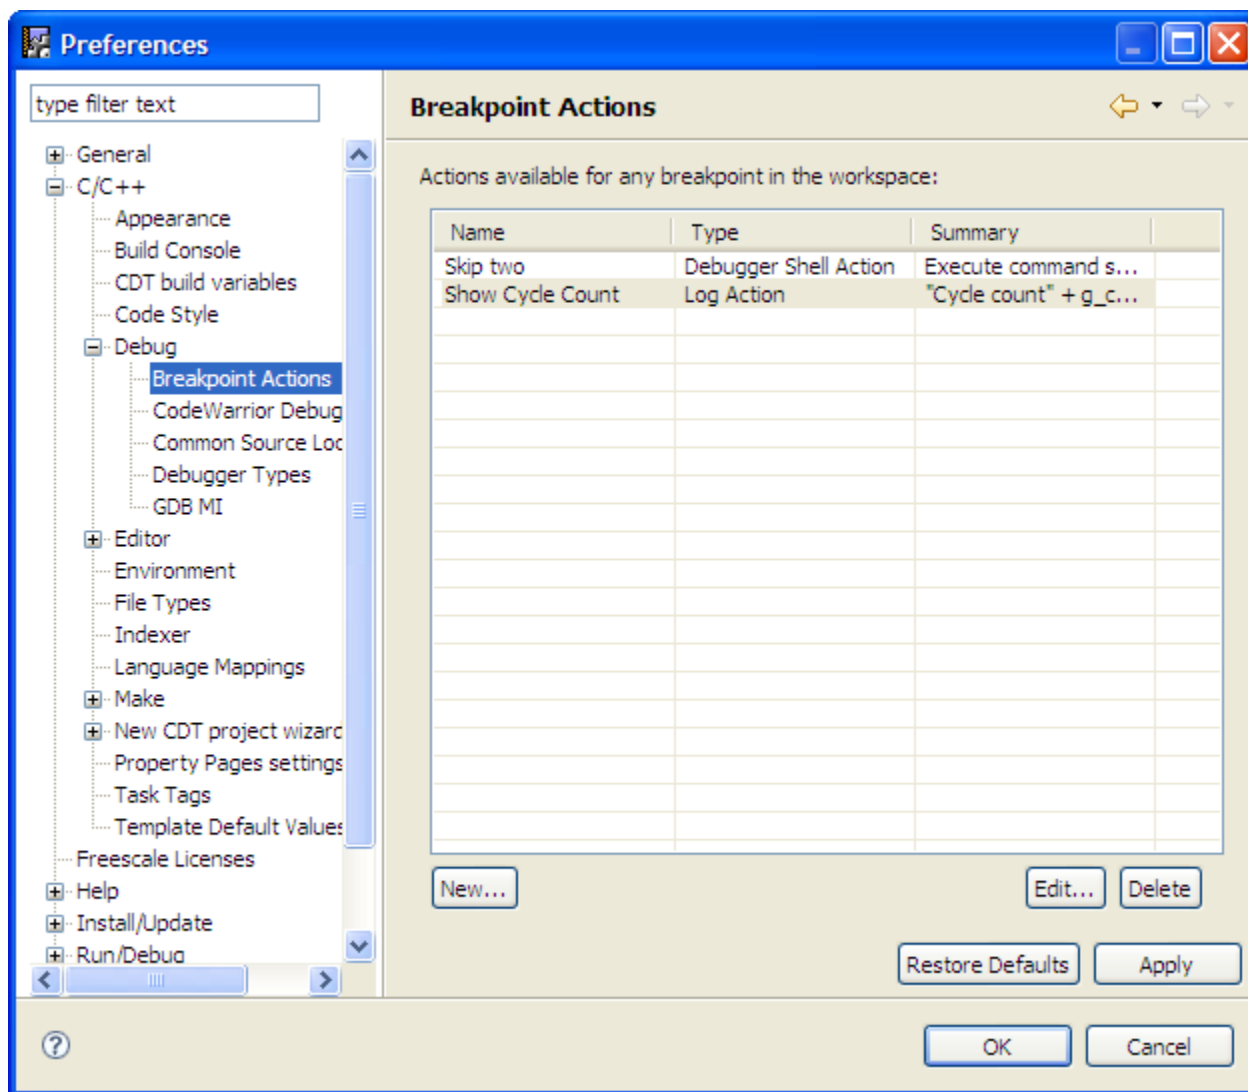 Preferences
type filter text
General
C/C++
Appearance
Build Console
CDT build variables
Code Style
Debug
Breakpoint Actions
CodeWarrior Debug
Common Source Loc
Debugger Types
GDB MI
Editor
Environment
File Types
Indexer
Language Mappings
Make
New CDT project wizard
Property Pages settings
Task Tags
Template Default Values
Freescale Licenses
Help
Install/Update
Run/Debug
Breakpoint Actions
Actions available for any breakpoint in the workspace:
Name Type Summary
Skip two Debugger Shell Action Execute command s...
Show Cycle Count Log Action "Cycle count" + g_c...
New... Edit... Delete
Restore Defaults Apply
OK Cancel